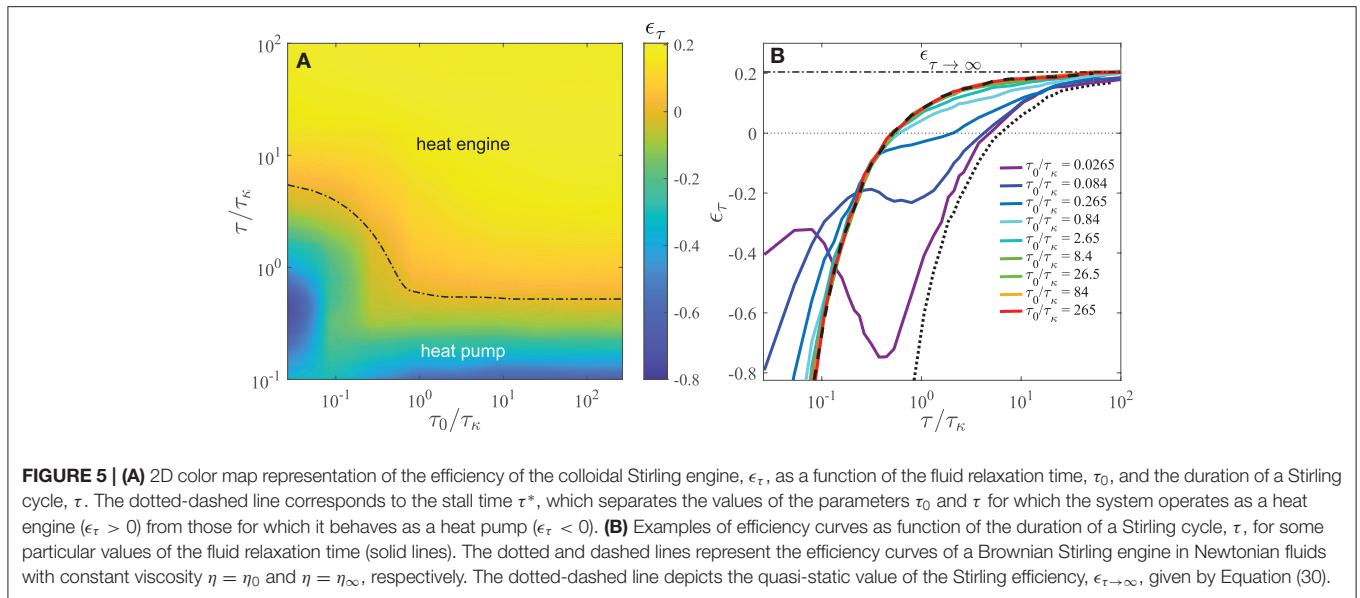 A
ϵτ
10²
10¹
10⁰
10⁻¹
τ/τκ
heat engine
heat pump
10⁻¹
10⁰
10¹
10²
τ₀/τκ
0.2
0
-0.2
-0.4
-0.6
-0.8
B
ϵτ→∞
0.2
0
-0.2
-0.4
-0.6
-0.8
ϵτ
τ₀/τκ = 0.0265
τ₀/τκ = 0.084
τ₀/τκ = 0.265
τ₀/τκ = 0.84
τ₀/τκ = 2.65
τ₀/τκ = 8.4
τ₀/τκ = 26.5
τ₀/τκ = 84
τ₀/τκ = 265
10⁻¹
10⁰
10¹
10²
τ/τκ
FIGURE 5 | (A) 2D color map representation of the efficiency of the colloidal Stirling engine, ϵτ, as a function of the fluid relaxation time, τ₀, and the duration of a Stirling
cycle, τ. The dotted-dashed line corresponds to the stall time τ*, which separates the values of the parameters τ₀ and τ for which the system operates as a heat
engine (ϵτ > 0) from those for which it behaves as a heat pump (ϵτ < 0). (B) Examples of efficiency curves as function of the duration of a Stirling cycle, τ, for some
particular values of the fluid relaxation time (solid lines). The dotted and dashed lines represent the efficiency curves of a Brownian Stirling engine in Newtonian fluids
with constant viscosity η = η₀ and η = η∞, respectively. The dotted-dashed line depicts the quasi-static value of the Stirling efficiency, ϵτ→∞, given by Equation (30).